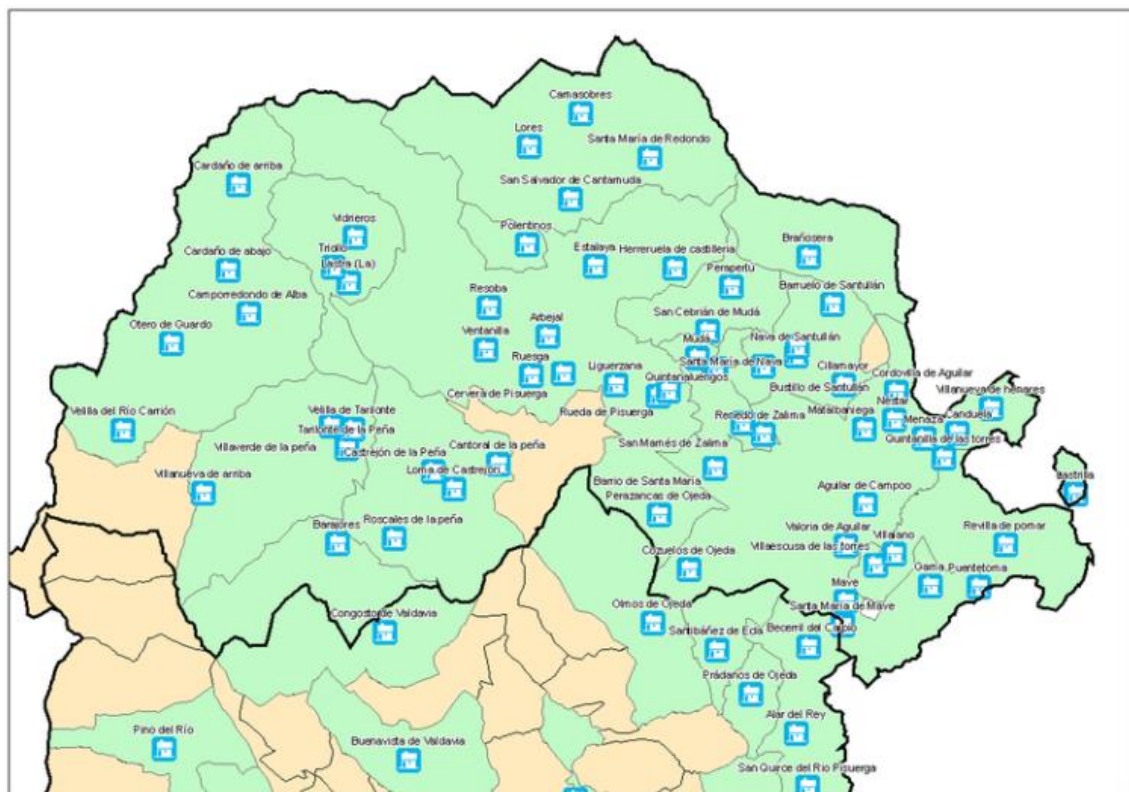 Camasobres
Lores
Santa María de Redondo
Cardaño de arriba
San Salvador de Cantamuda
Vidrieros
Polentinos
Brañosera
Triollo
Estalaya
Herreruela de castilleria
Cardaño de abajo
Lastra (La)
Perapertú
Resoba
Barruelo de Santullán
Camporredondo de Alba
San Cebrián de Mudá
Otero de Guardo
Ventanilla
Arbejal
Mudá
Nava de Santullán
Ruesga
Liguerzana
Santa María de Nava
Cillamayor
Cordovilla de Aguilar
Quintanaluengos
Bustillo de Santullán
Villanueva de henares
Cervera de Pisuerga
Nestar
Velilla del Río Carrión
Velilla de Tarilonte
Rueda de Pisuerga
Renedo de Zalima
Matalbaniega
Menaza
Canduela
Tarilonte de la Peña
Quintanilla de las torres
Villaverde de la peña
Castrejón de la Peña
Cantoral de la peña
San Mamés de Zalima
Villanueva de arriba
Loma de Castrejón
Barrio de Santa María
Lastrilla
Perazancas de Ojeda
Aguilar de Campoo
Barajores
Roscales de la peña
Valoria de Aguilar
Villallano
Revilla de pomar
Cozuelos de Ojeda
Villaescusa de las torres
Gama
Puentetoma
Mave
Congosto de Valdavia
Olmos de Ojeda
Santa María de Mave
Santibáñez de Ecla
Becerril del Carpio
Prádanos de Ojeda
Pino del Río
Buenavista de Valdavia
Alar del Rey
San Quirce del Río Pisuerga